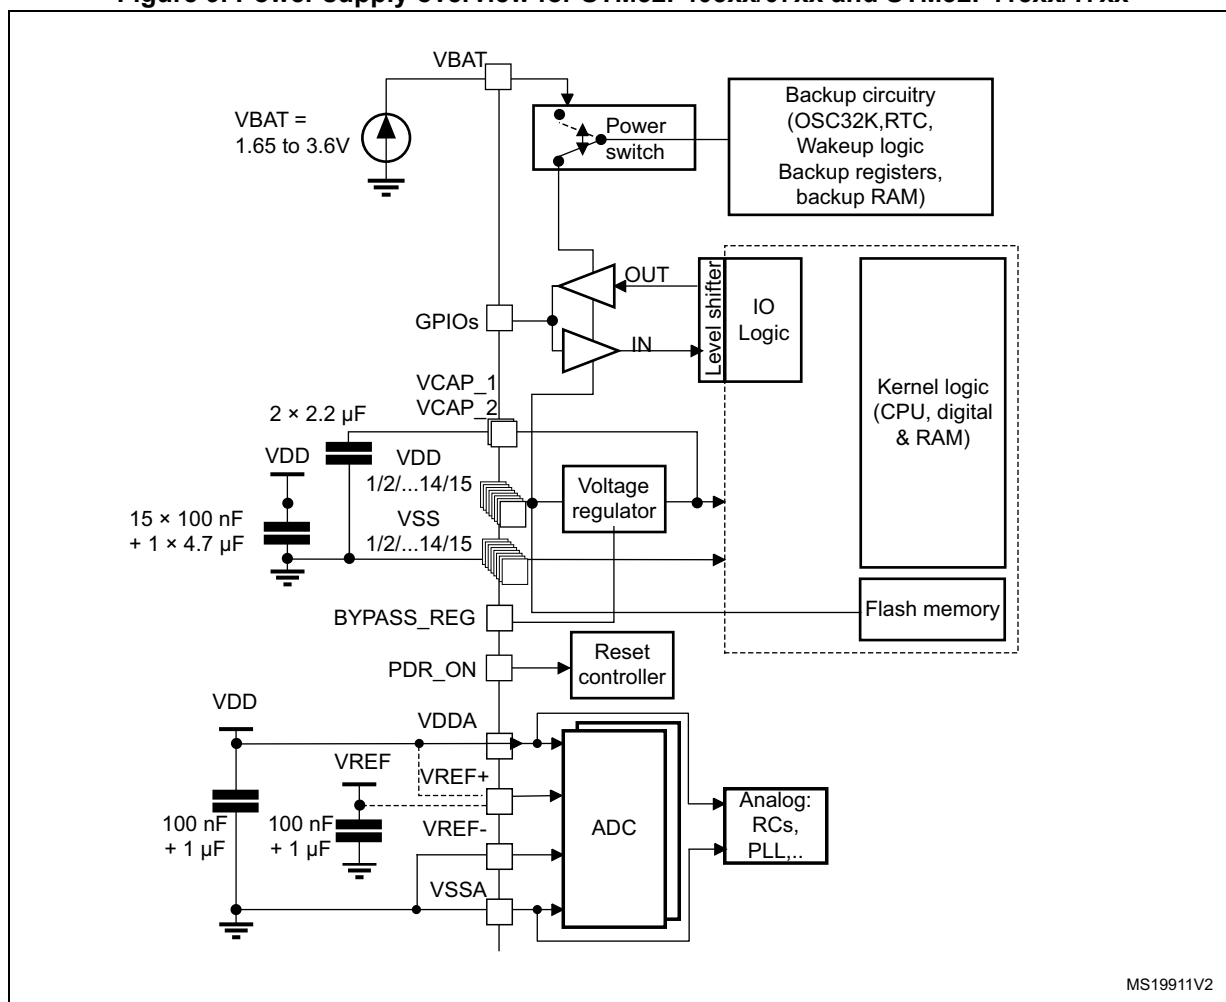 VBAT
VBAT =
1.65 to 3.6V
Power
switch
Backup circuitry
(OSC32K,RTC,
Wakeup logic
Backup registers,
backup RAM)
OUT
GPIOs
IN
Level shifter
IO
Logic
Kernel logic
(CPU, digital
& RAM)
VCAP_1
VCAP_2
2 × 2.2 µF
VDD
VDD
1/2/...14/15
Voltage
regulator
15 × 100 nF
+ 1 × 4.7 µF
VSS
1/2/...14/15
Flash memory
BYPASS_REG
PDR_ON
Reset
controller
VDD
VDDA
VREF
VREF+
100 nF
+ 1 µF
100 nF
+ 1 µF
VREF-
VSSA
ADC
Analog:
RCs,
PLL,..
MS19911V2